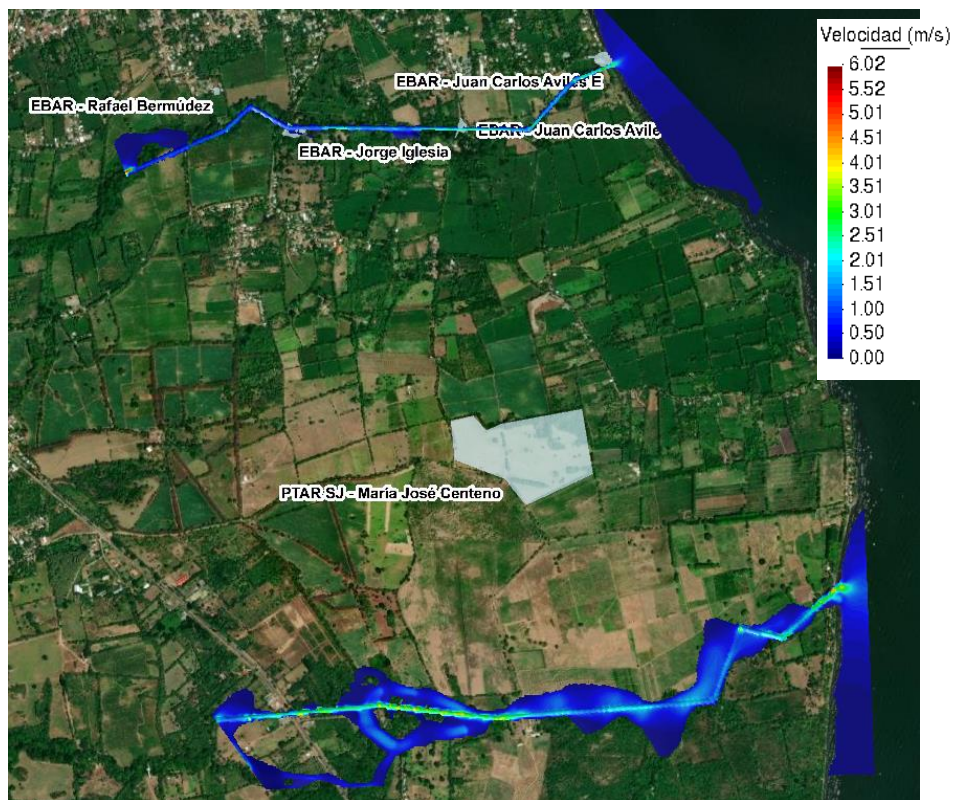 Velocidad (m/s)
6.02
5.52
5.01
4.51
4.01
3.51
3.01
2.51
2.01
1.51
1.00
0.50
0.00
EBAR - Juan Carlos Avilés E
EBAR - Rafael Bermúdez
EBAR - Juan Carlos Avile
EBAR - Jorge Iglesia
PTAR SJ - María José Centeno